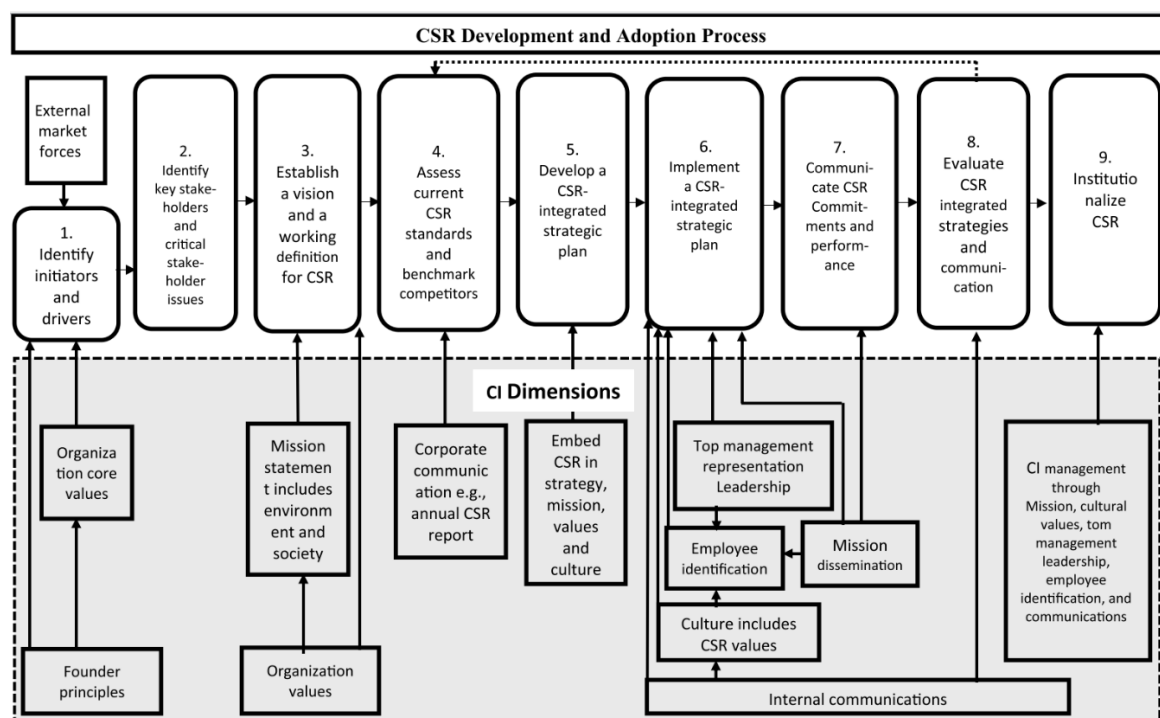 CSR Development and Adoption Process
External
market
forces
1.
Identify
initiators
and
drivers
2.
Identify
key stake-
holders
and
critical
stake-
holder
issues
3.
Establish
a vision
and a
working
definition
for CSR
4.
Assess
current
CSR
standards
and
benchmark
competitors
5.
Develop a
CSR-
integrated
strategic plan
6.
Implement
a CSR-
integrated
strategic plan
7.
Communi-
cate CSR
Commit-
ments and
perform-
ance
8.
Evaluate
CSR
integrated
strategies
and
communi-
cation
9.
Institutio-
nalize
CSR
CI Dimensions
Organiza
tion core
values
Founder
principles
Mission
statemen
t includes
environm
ent and
society
Organization
values
Corporate
communic
ation e.g.,
annual CSR
report
Embed
CSR in
strategy,
mission,
values
and
culture
Top management
representation
Leadership
Employee
identification
Mission
dissemination
Culture includes
CSR values
Internal communications
CI management
through
Mission, cultural
values, tom
management
leadership,
employee
identification, and
communications